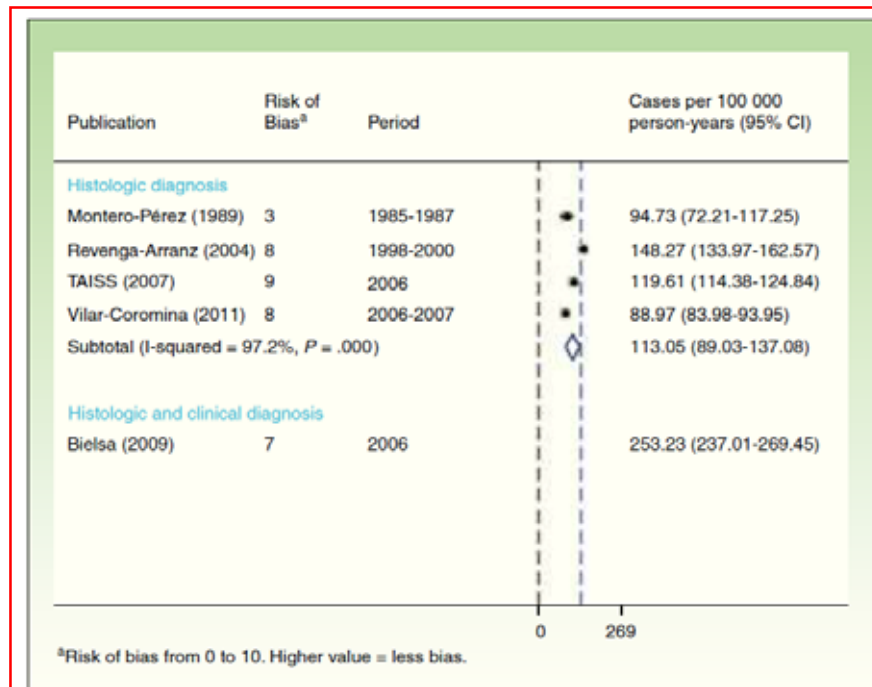 Publication Risk of Biasᵃ Period Cases per 100 000 person-years (95% CI)
Histologic diagnosis
Montero-Pérez (1989) 3 1985-1987 94.73 (72.21-117.25)
Revenga-Arranz (2004) 8 1998-2000 148.27 (133.97-162.57)
TAISS (2007) 9 2006 119.61 (114.38-124.84)
Vilar-Coromina (2011) 8 2006-2007 88.97 (83.98-93.95)
Subtotal (I-squared = 97.2%, P = .000) 113.05 (89.03-137.08)
Histologic and clinical diagnosis
Bielsa (2009) 7 2006 253.23 (237.01-269.45)
0 269
ᵃRisk of bias from 0 to 10. Higher value = less bias.